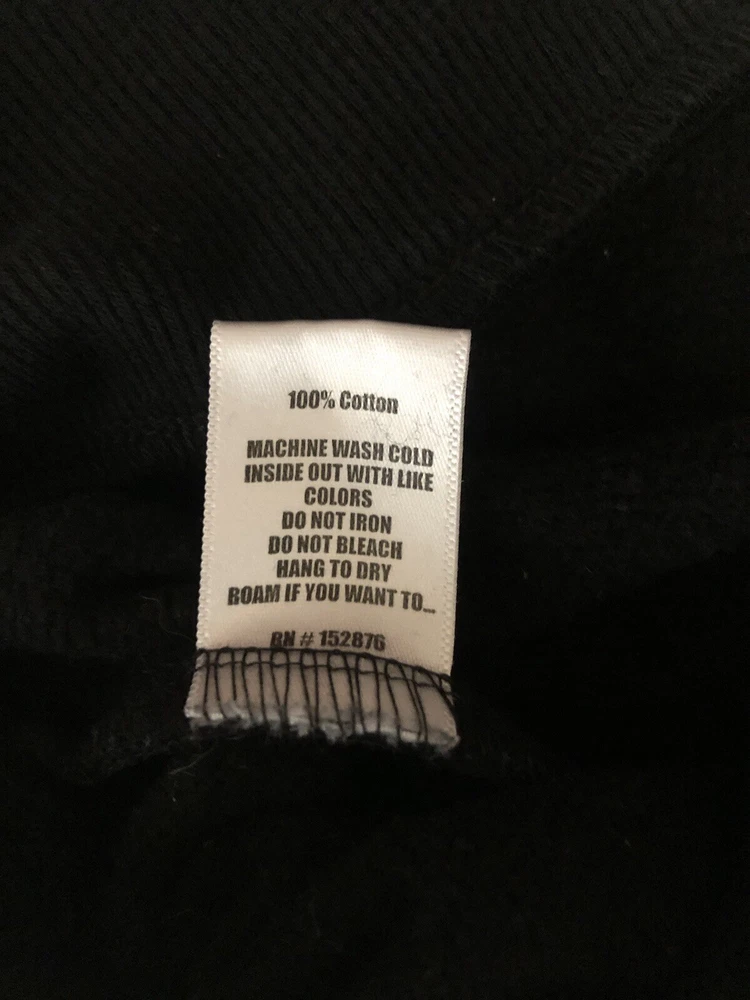 100% Cotton
MACHINE WASH COLD
INSIDE OUT WITH LIKE
COLORS
DO NOT IRON
DO NOT BLEACH
HANG TO DRY
ROAM IF YOU WANT TO...
RN # 152876